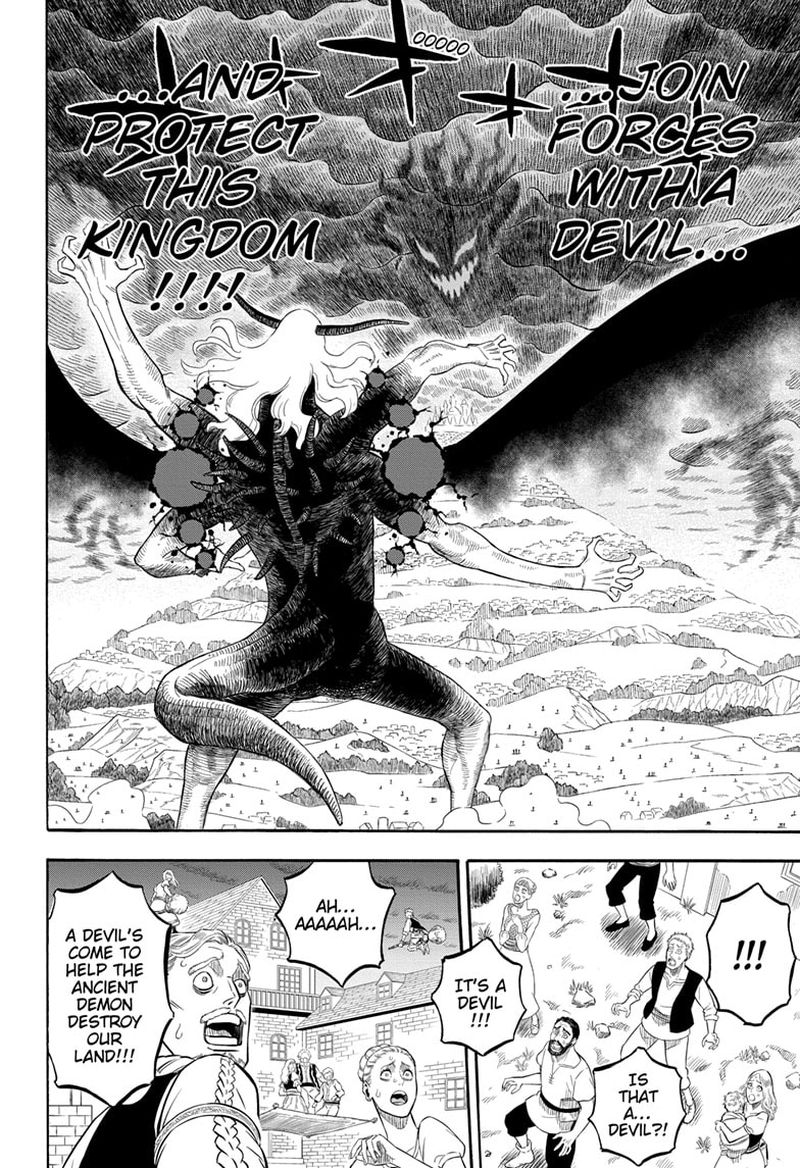 ...JOIN
FORCES
WITH A
DEVIL...
OOOOO
...AND
PROTECT
THIS
KINGDOM
!!!!
!!!
IS
THAT
A...
DEVIL?!
IT'S A
DEVIL
!!!
AH...
AAAAAH...
A DEVIL'S
COME TO
HELP THE
ANCIENT
DEMON
DESTROY
OUR
LAND!!!